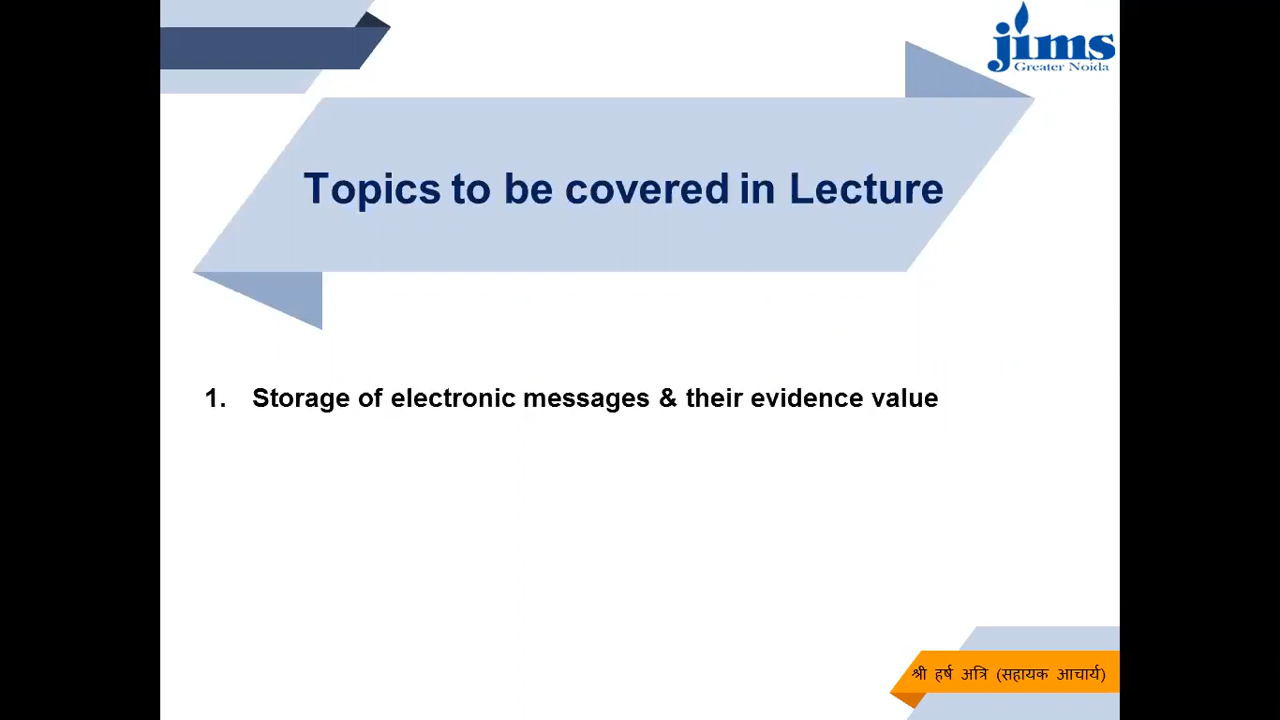 jims
Greater Noida
Topics to be covered in Lecture
1. Storage of electronic messages & their evidence value
श्री हर्ष अत्रि (सहायक आचार्य)